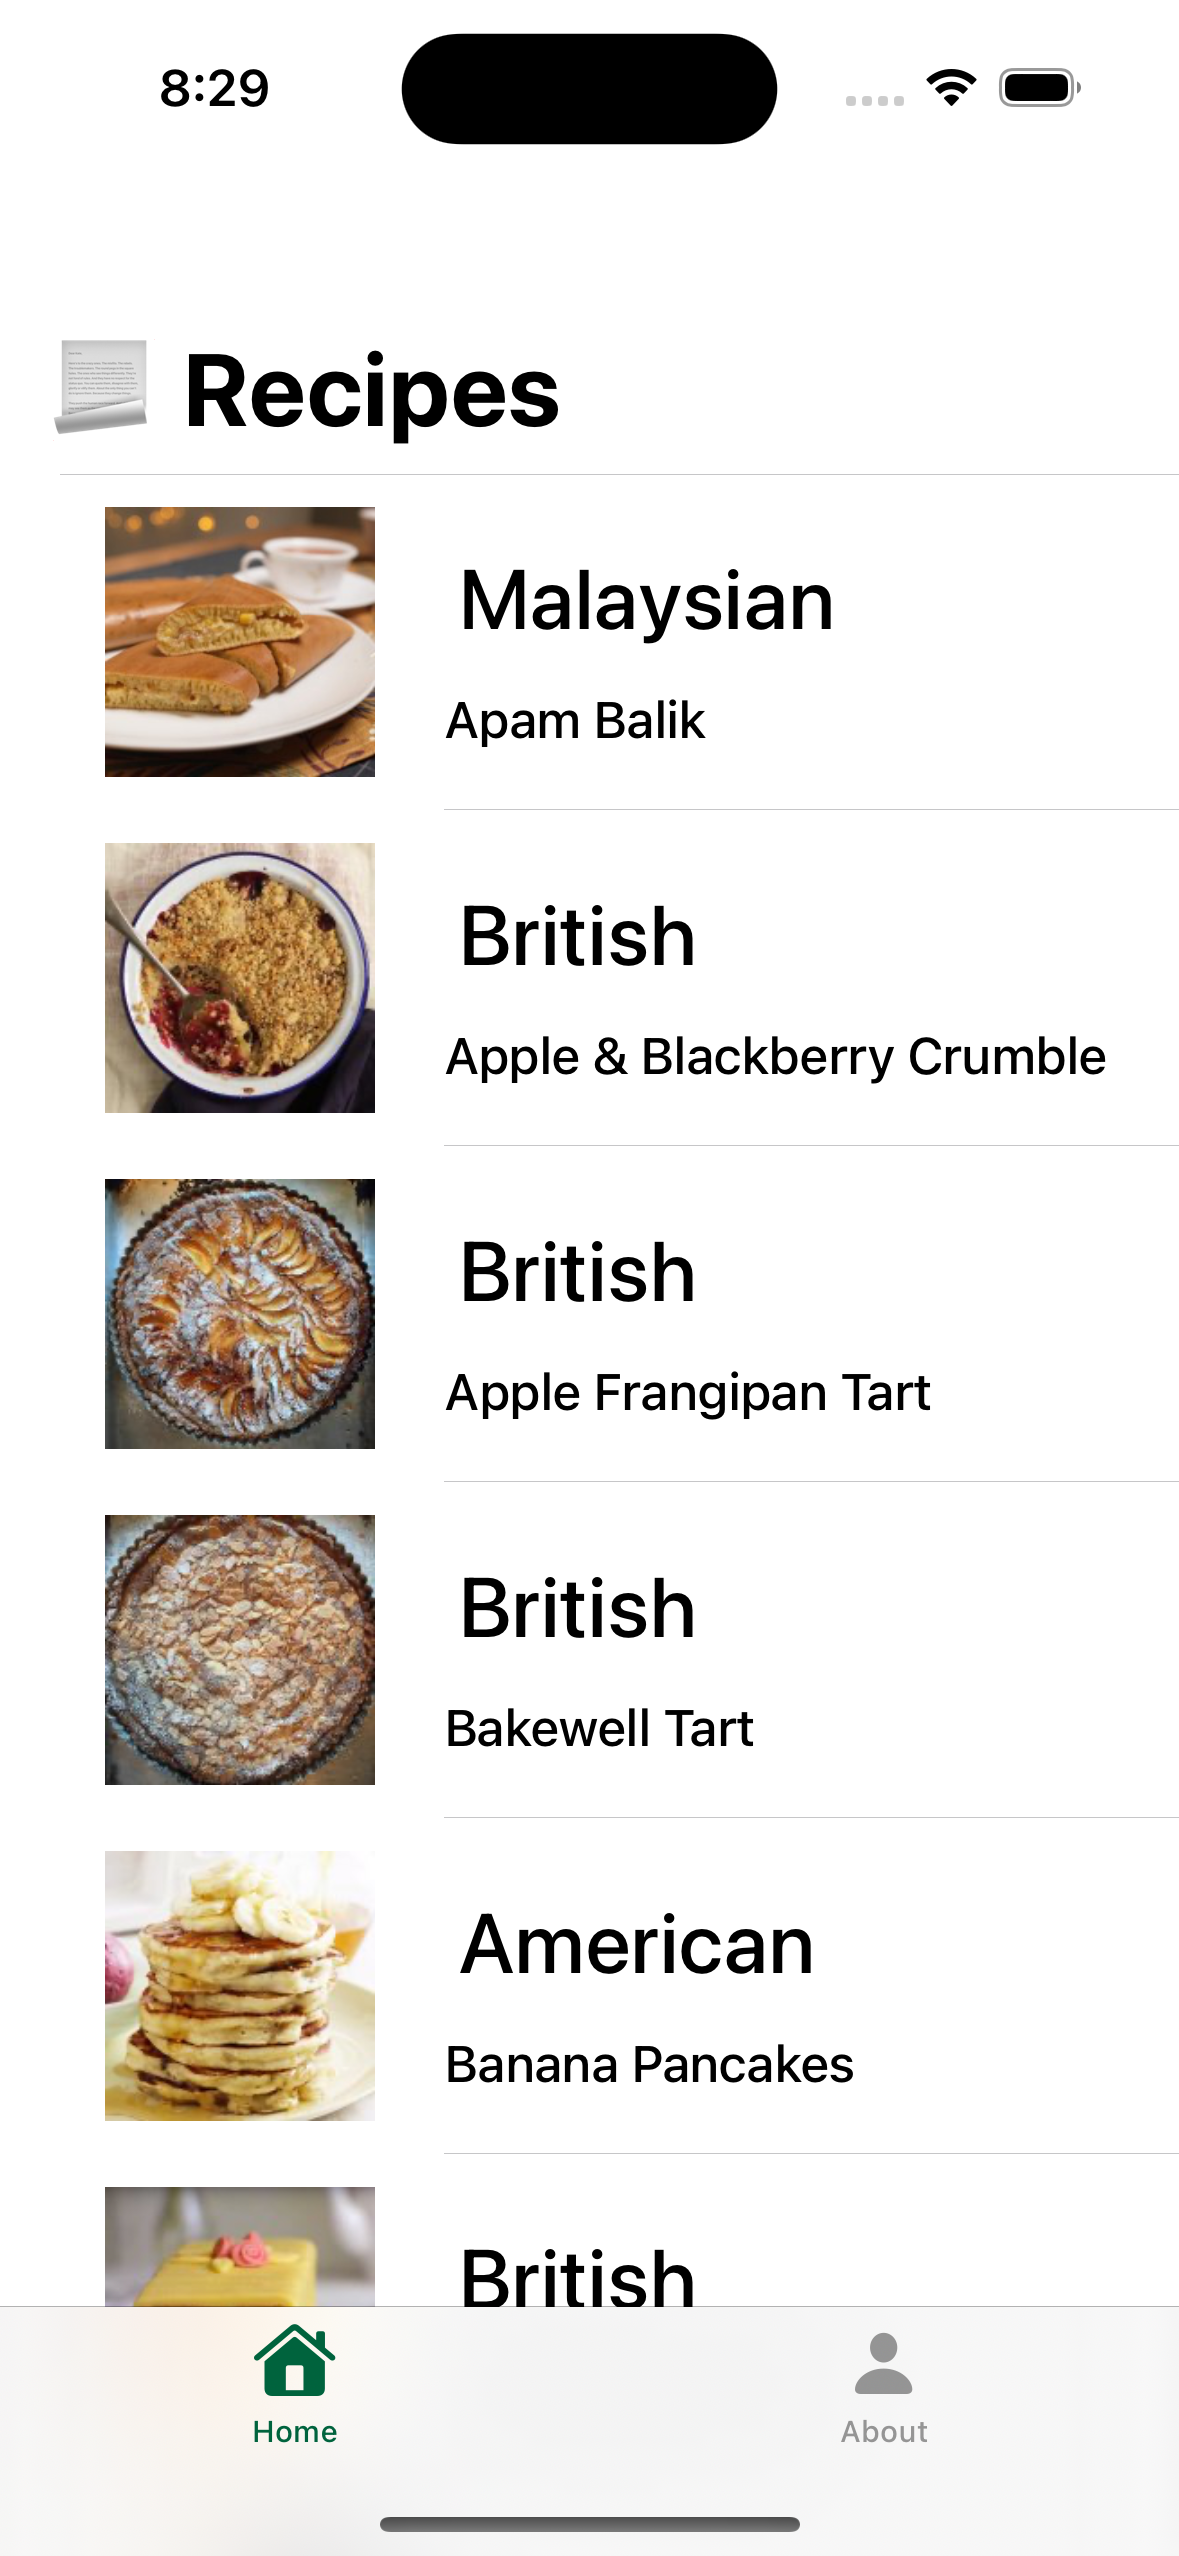 8:29
Recipes
Malaysian
Apam Balik
British
Apple & Blackberry Crumble
British
Apple Frangipan Tart
British
Bakewell Tart
American
Banana Pancakes
British
Home
About